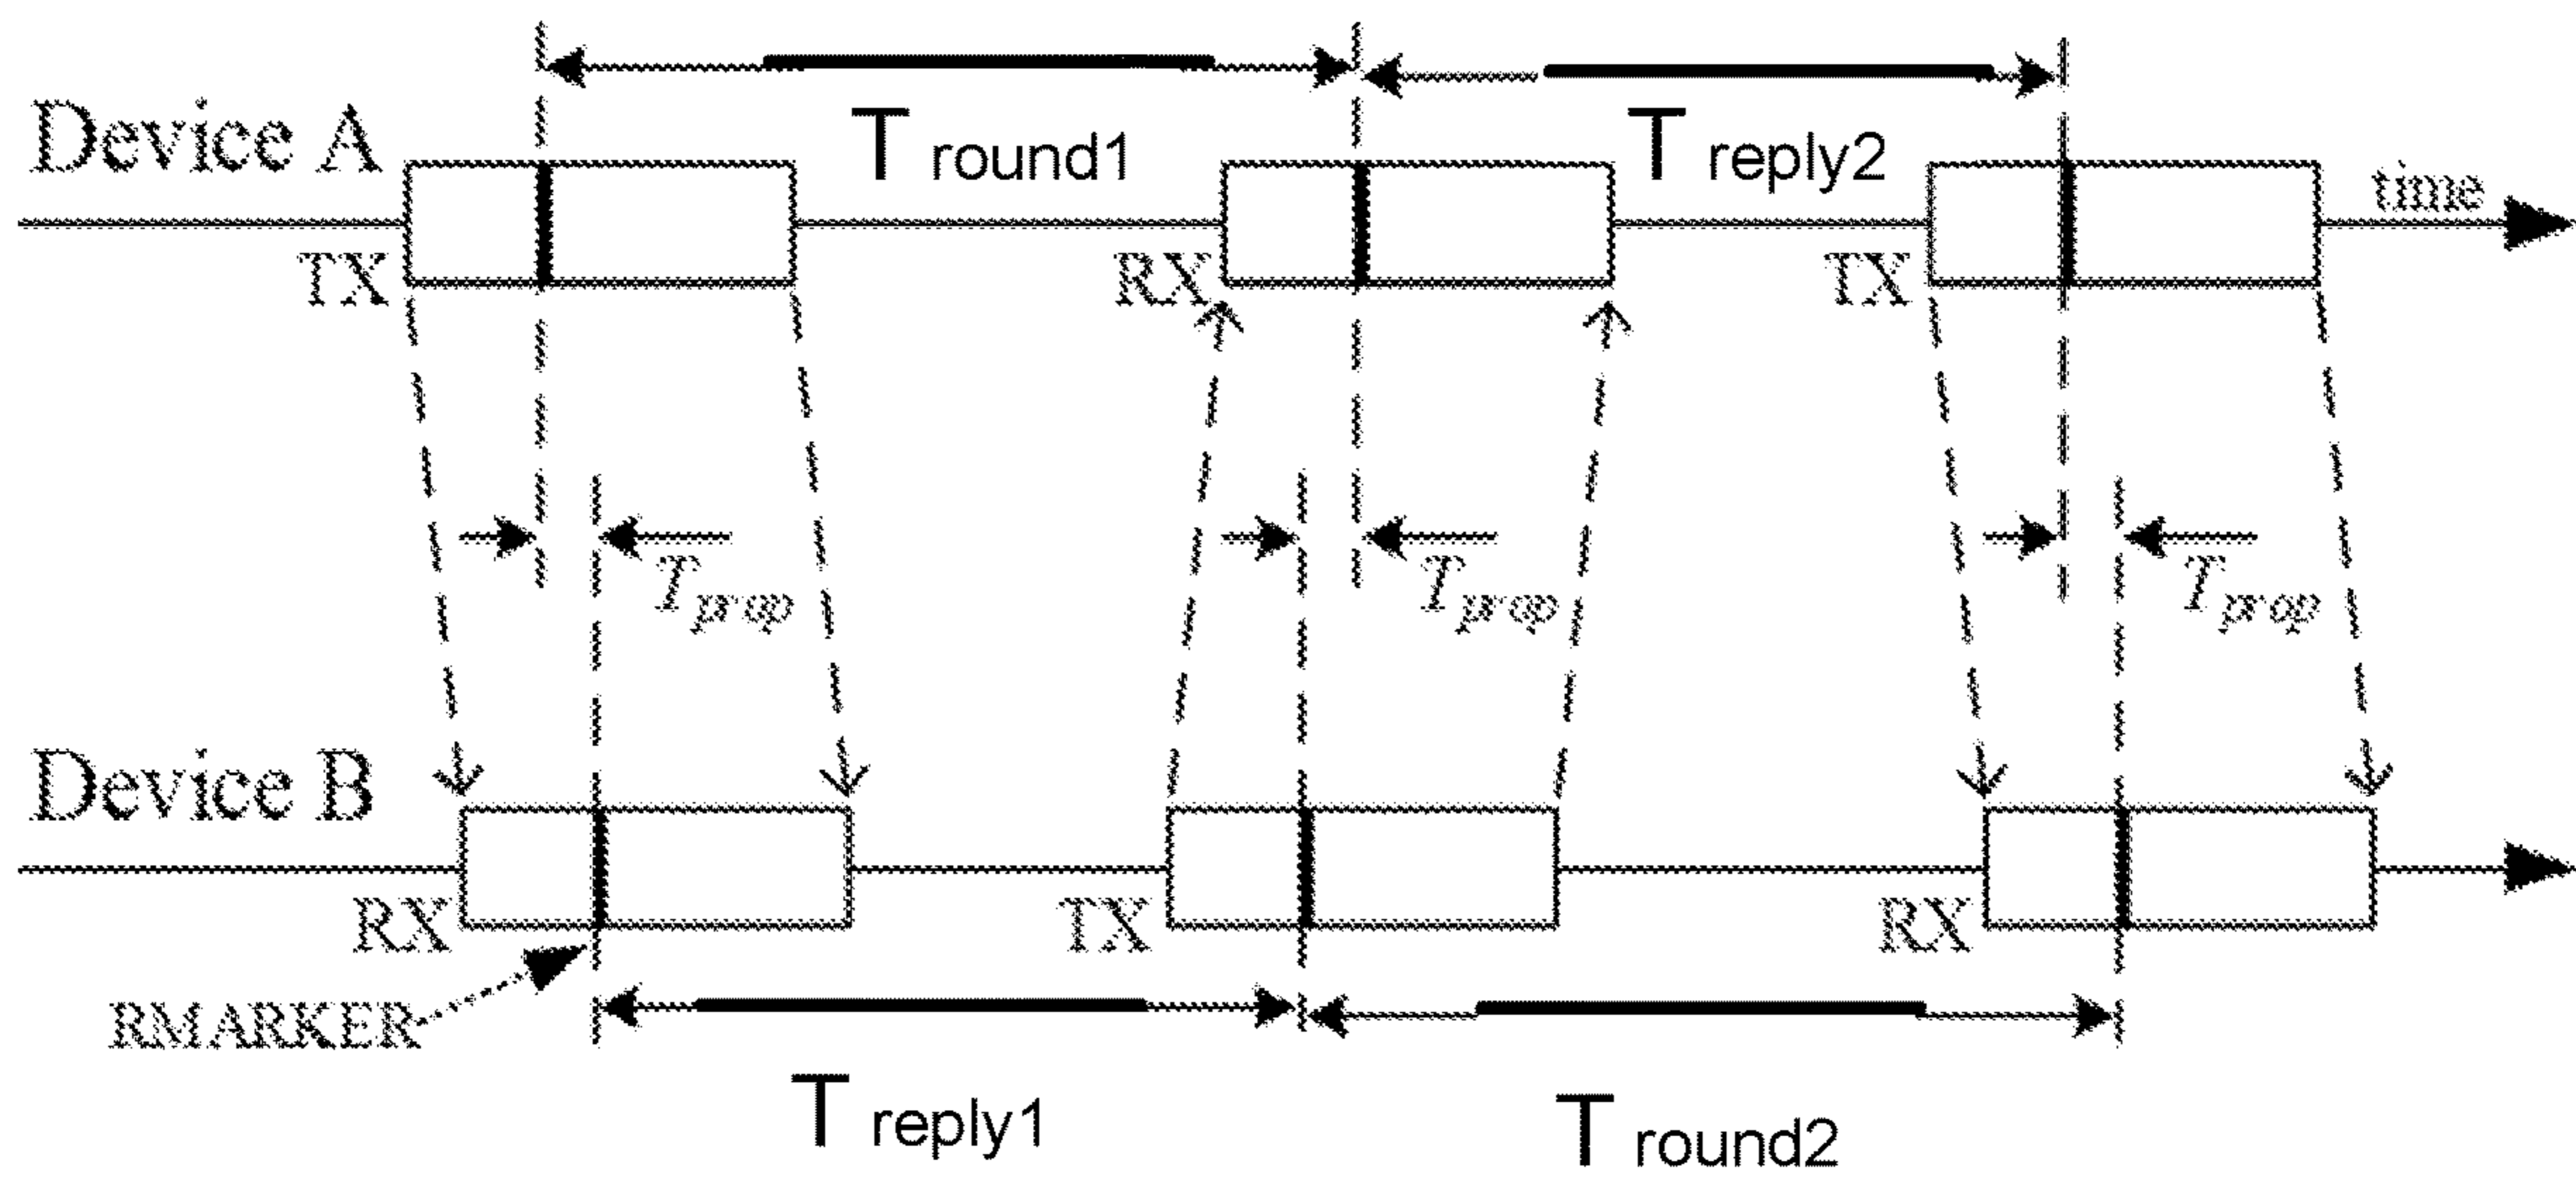 Device A
T round1
T reply2
time
TX
RX
TX
T prop
T prop
T prop
Device B
RX
TX
RX
RMARKER
T reply1
T round2